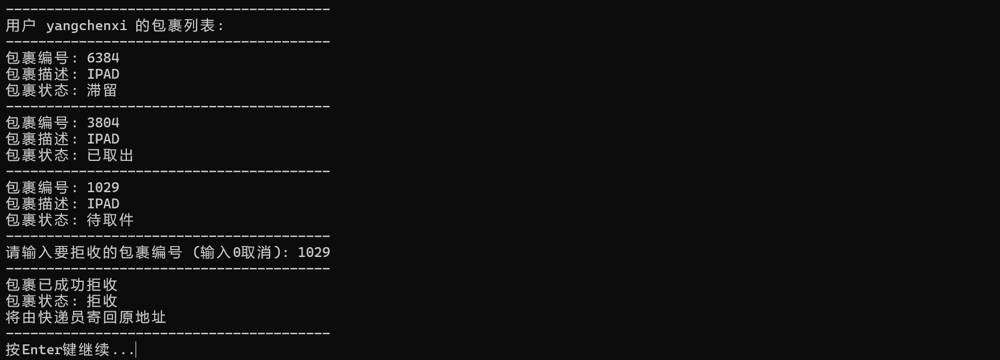 ----------------------------------------
用户 yangchenxi 的包裹列表:
----------------------------------------
包裹编号: 6384
包裹描述: IPAD
包裹状态: 滞留
----------------------------------------
包裹编号: 3804
包裹描述: IPAD
包裹状态: 已取出
----------------------------------------
包裹编号: 1029
包裹描述: IPAD
包裹状态: 待取件
----------------------------------------
请输入要拒收的包裹编号 (输入0取消): 1029
----------------------------------------
包裹已成功拒收
包裹状态: 拒收
将由快递员寄回原地址
----------------------------------------
按Enter键继续...